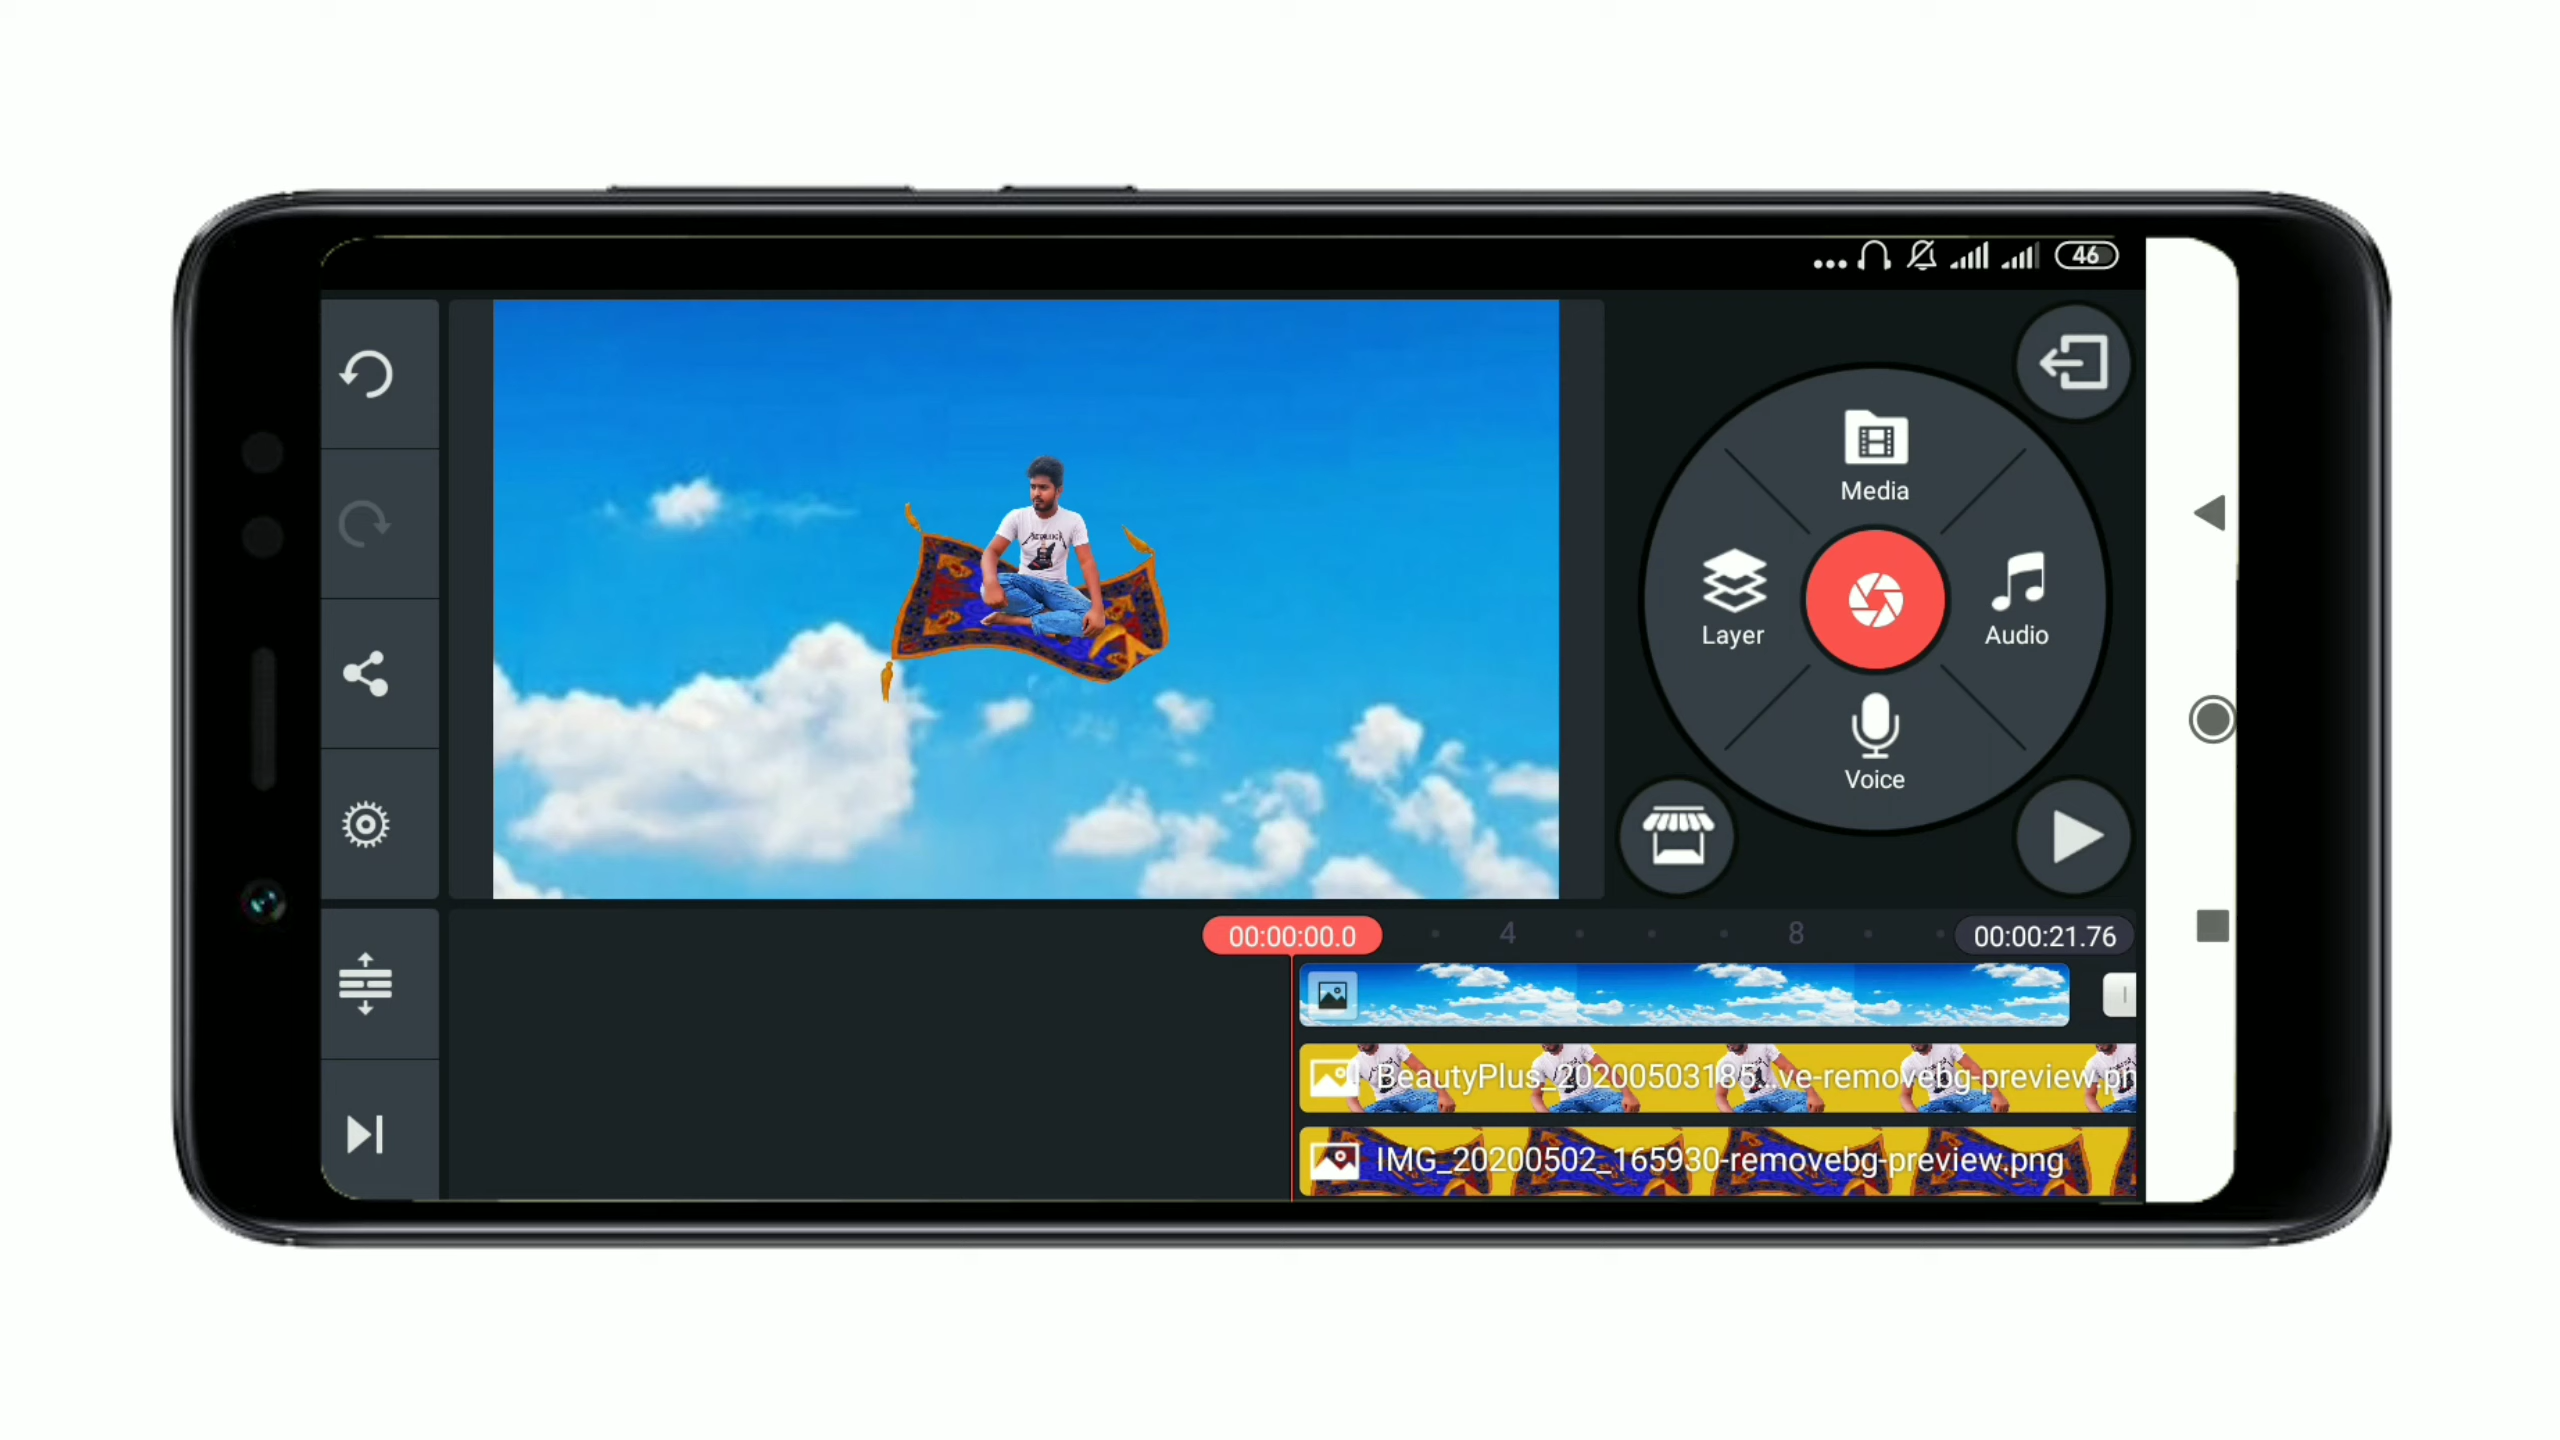 46
Media
Layer
Audio
Voice
00:00:00.0
4
8
00:00:21.76
BeautyPlus_20200503185...ve-removebg-preview.pn
IMG_20200502_165930-removebg-preview.png